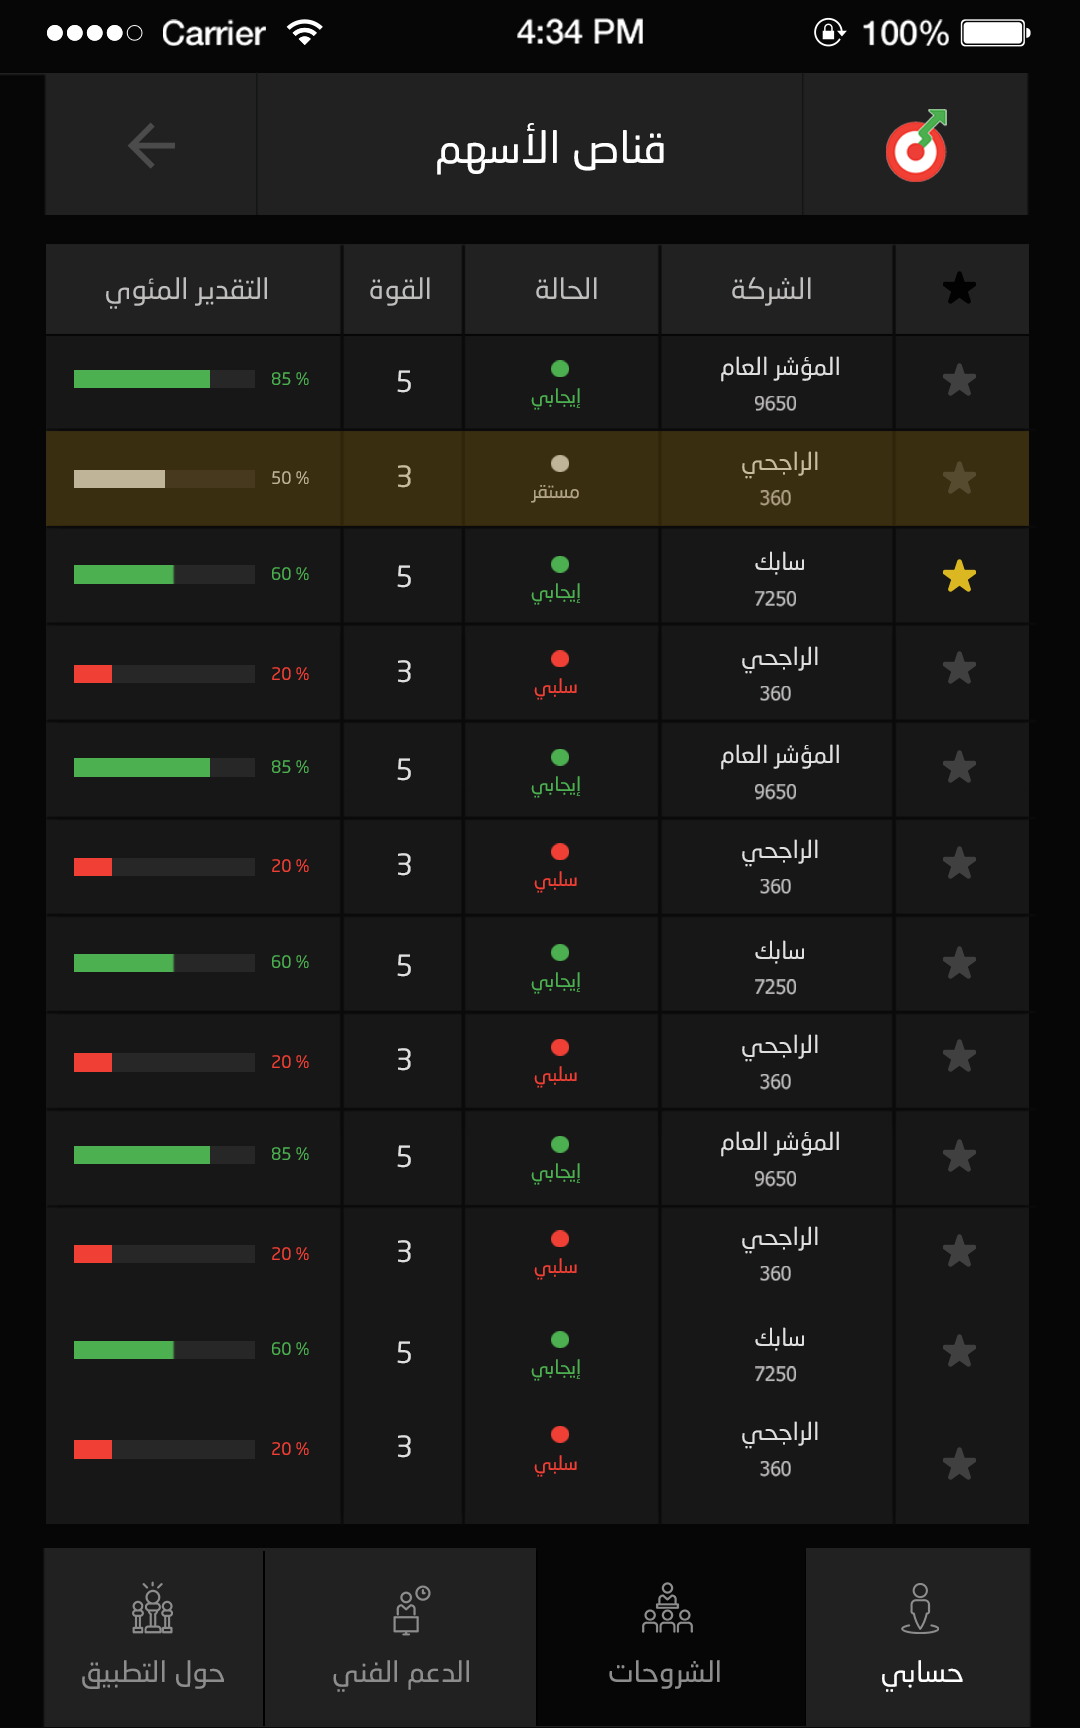 Carrier 4:34 PM 100%
قناص الأسهم
الشركة الحالة القوة التقدير المئوي
المؤشر العام
9650
إيجابي
5
85 %
الراجحي
360
مستقر
3
50 %
سابك
7250
إيجابي
5
60 %
الراجحي
360
سلبي
3
20 %
المؤشر العام
9650
إيجابي
5
85 %
الراجحي
360
سلبي
3
20 %
سابك
7250
إيجابي
5
60 %
الراجحي
360
سلبي
3
20 %
المؤشر العام
9650
إيجابي
5
85 %
الراجحي
360
سلبي
3
20 %
سابك
7250
إيجابي
5
60 %
الراجحي
360
سلبي
3
20 %
حسابي الشروحات الدعم الفني حول التطبيق